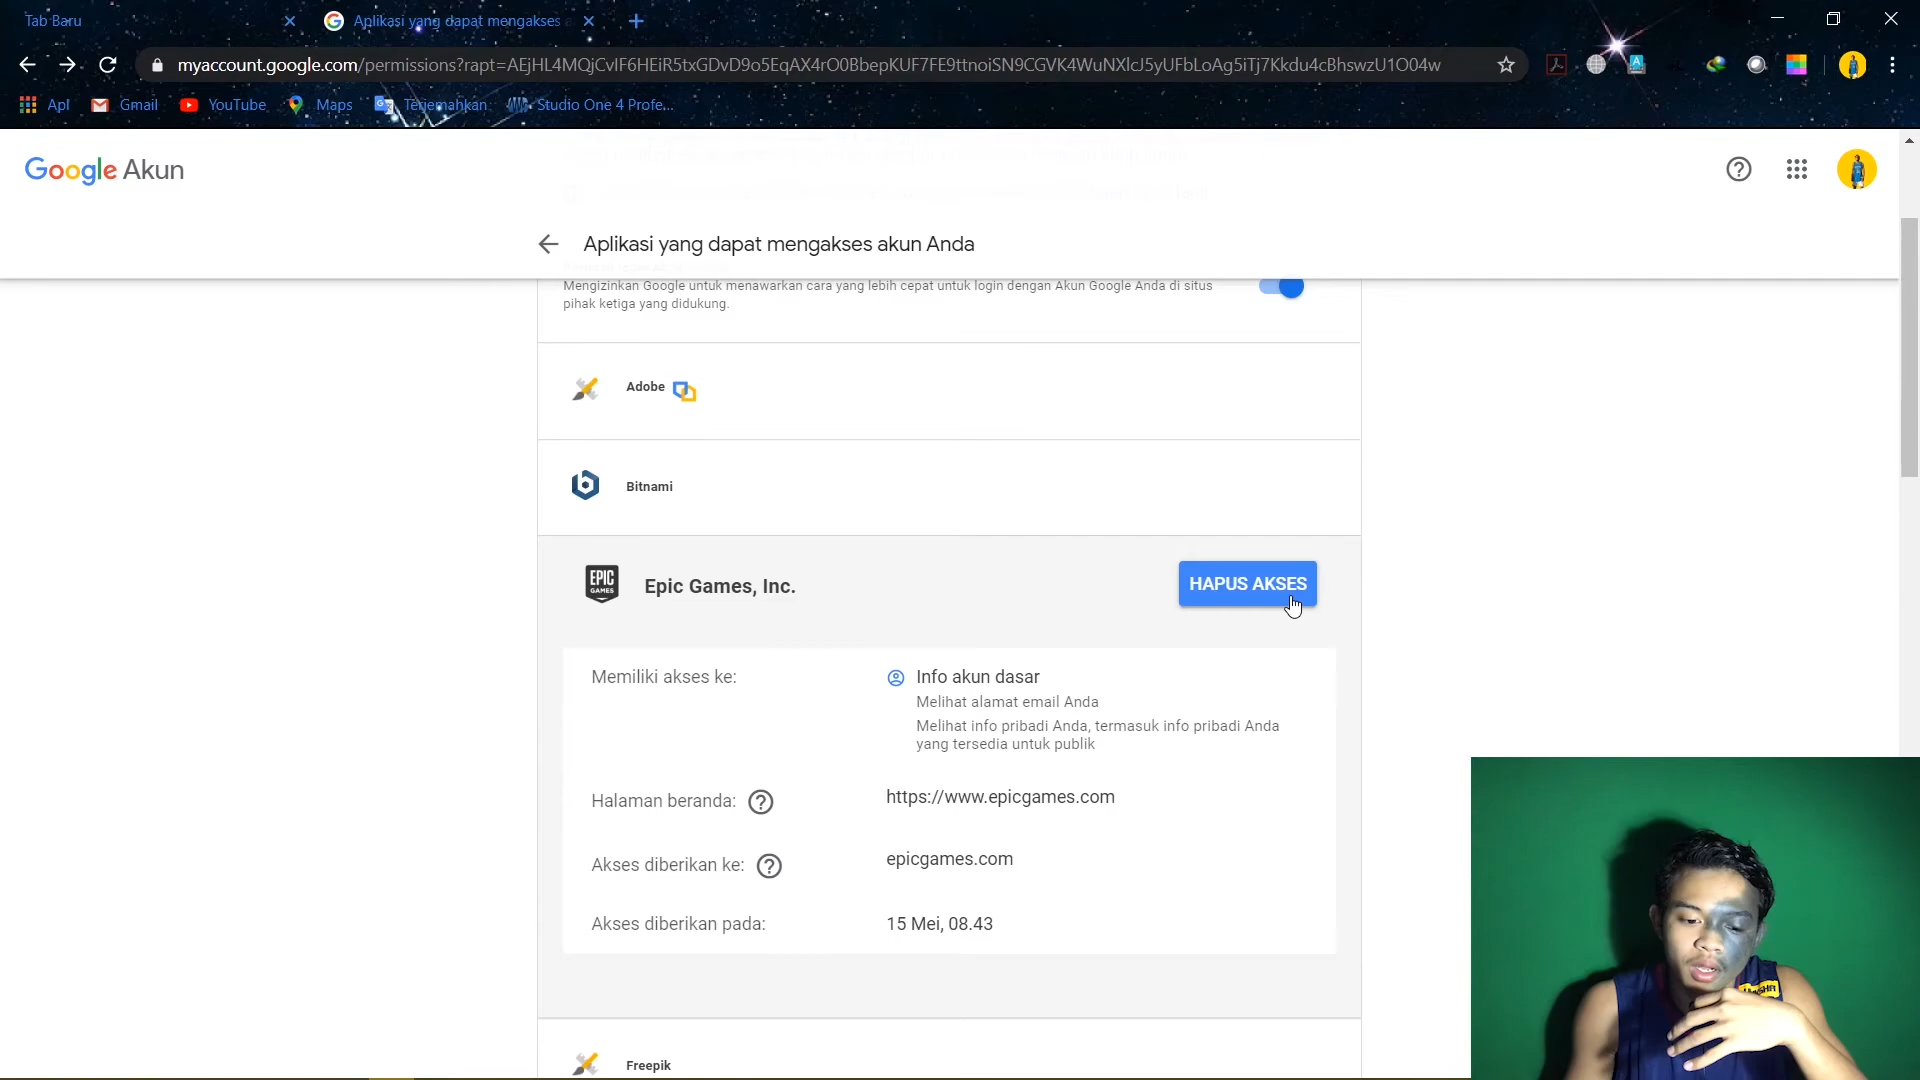 Tab Baru
Aplikasi yang dapat mengakses
myaccount.google.com/permissions?rapt=AEjHL4MQjCvIF6HEiR5txGDvD9o5EqAX4rO0BbepKUF7FE9ttnoiSN9CGVK4WuNXlcJ5yUFbLoAg5iTj7Kkdu4cBhswzU1O04w
Apl
Gmail
YouTube
Maps
Terjemahkan
Studio One 4 Profe...
Google Akun
Aplikasi yang dapat mengakses akun Anda
Mengizinkan Google untuk menawarkan cara yang lebih cepat untuk login dengan Akun Google Anda di situs
pihak ketiga yang didukung.
Adobe
Bitnami
EPIC
GAMES
Epic Games, Inc.
HAPUS AKSES
Memiliki akses ke:
Info akun dasar
Melihat alamat email Anda
Melihat info pribadi Anda, termasuk info pribadi Anda
yang tersedia untuk publik
Halaman beranda:
https://www.epicgames.com
Akses diberikan ke:
epicgames.com
Akses diberikan pada:
15 Mei, 08.43
Freepik